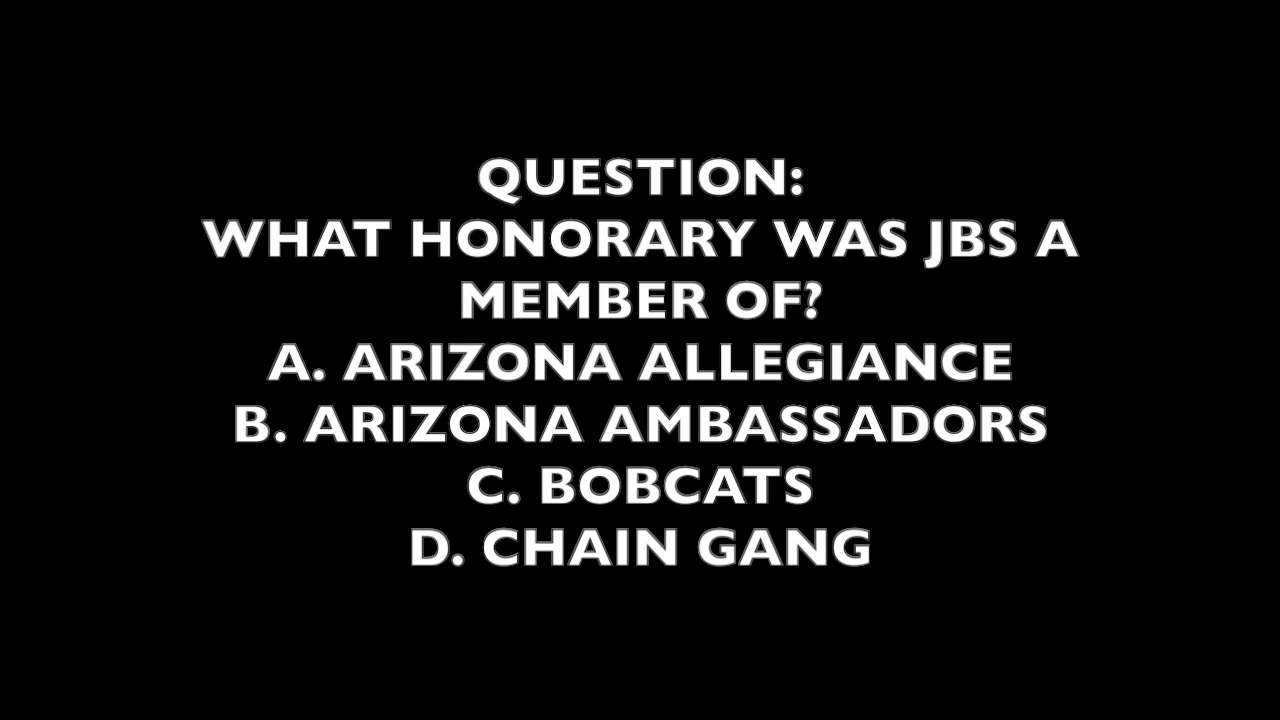 QUESTION:
WHAT HONORARY WAS JBS A
MEMBER OF?
A. ARIZONA ALLEGIANCE
B. ARIZONA AMBASSADORS
C. BOBCATS
D. CHAIN GANG